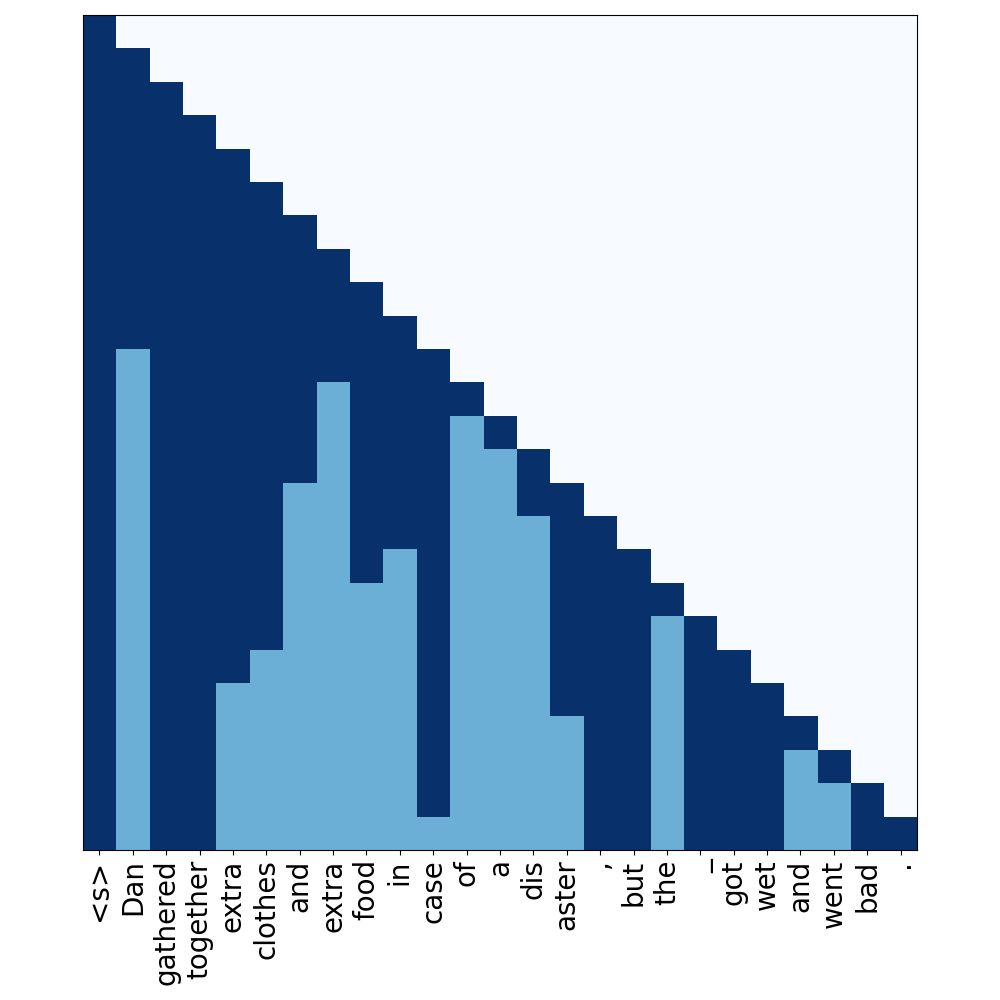 <s> Dan gathered together extra clothes and extra food in case of a dis aster , but the _ got wet and went bad .